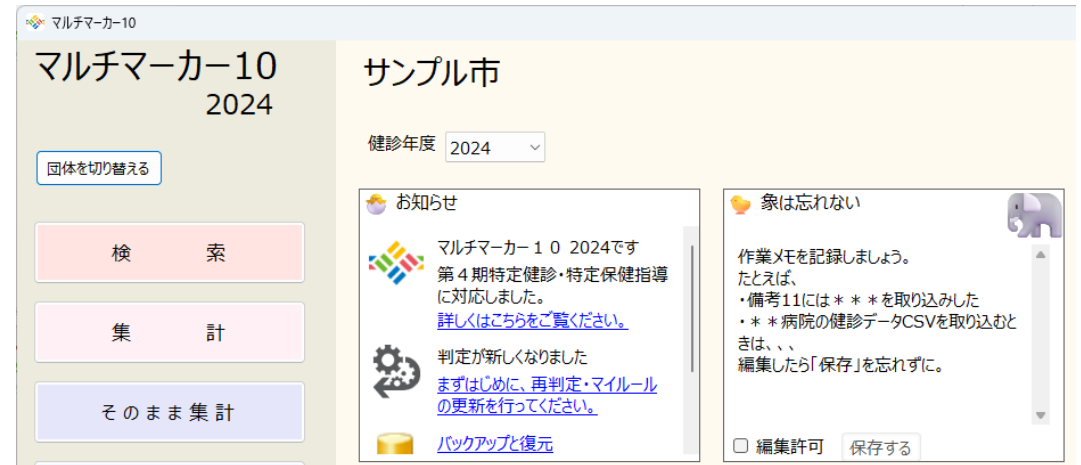 マルチマーカー10
マルチマーカー10
2024
団体を切り替える
検 索
集 計
そのまま集計
サンプル市
健診年度 2024
お知らせ
マルチマーカー１０ 2024です
第４期特定健診・特定保健指導
に対応しました。
詳しくはこちらをご覧ください。
判定が新しくなりました
まずはじめに、再判定・マイルール
の更新を行ってください。
バックアップと復元
象は忘れない
作業メモを記録しましょう。
たとえば、
・備考11には＊＊＊を取り込みした
・＊＊病院の健診データCSVを取り込むと
きは、、、
編集したら「保存」を忘れずに。
編集許可 保存する